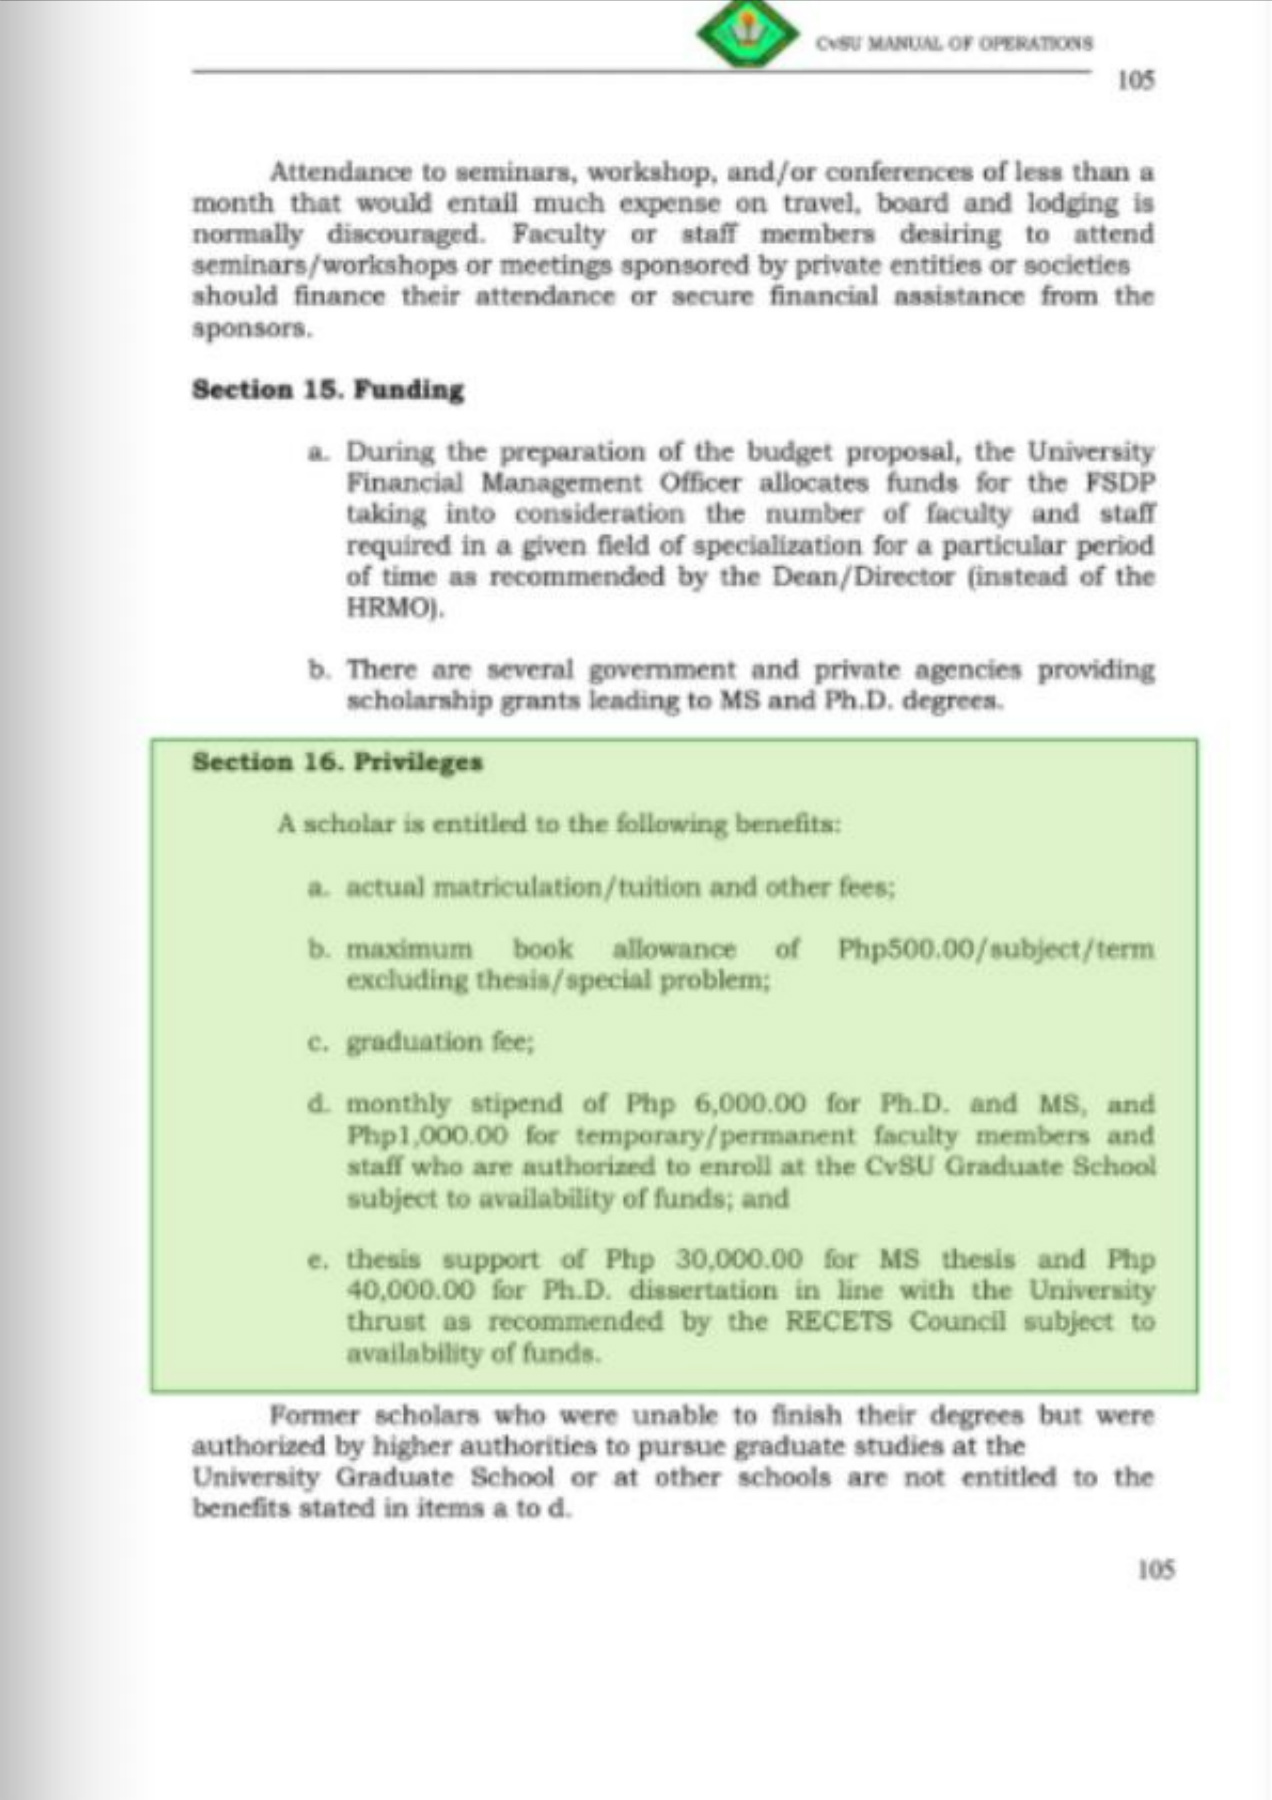 CvSU MANUAL OF OPERATIONS
105
Attendance to seminars, workshop, and/or conferences of less than a
month that would entail much expense on travel, board and lodging is
normally discouraged. Faculty or staff members desiring to attend
seminars/workshops or meetings sponsored by private entities or societies
should finance their attendance or secure financial assistance from the
sponsors.
Section 15. Funding
a. During the preparation of the budget proposal, the University
Financial Management Officer allocates funds for the FSDP
taking into consideration the number of faculty and staff
required in a given field of specialization for a particular period
of time as recommended by the Dean/Director (instead of the
HRMO).
b. There are several government and private agencies providing
scholarship grants leading to MS and Ph.D. degrees.
Section 16. Privileges
A scholar is entitled to the following benefits:
a. actual matriculation/tuition and other fees;
b. maximum book allowance of Php500.00/subject/term
excluding thesis/special problem;
c. graduation fee;
d. monthly stipend of Php 6,000.00 for Ph.D. and MS, and
Php1,000.00 for temporary/permanent faculty members and
staff who are authorized to enroll at the CvSU Graduate School
subject to availability of funds; and
e. thesis support of Php 30,000.00 for MS thesis and Php
40,000.00 for Ph.D. dissertation in line with the University
thrust as recommended by the RECETS Council subject to
availability of funds.
Former scholars who were unable to finish their degrees but were
authorized by higher authorities to pursue graduate studies at the
University Graduate School or at other schools are not entitled to the
benefits stated in items a to d.
105